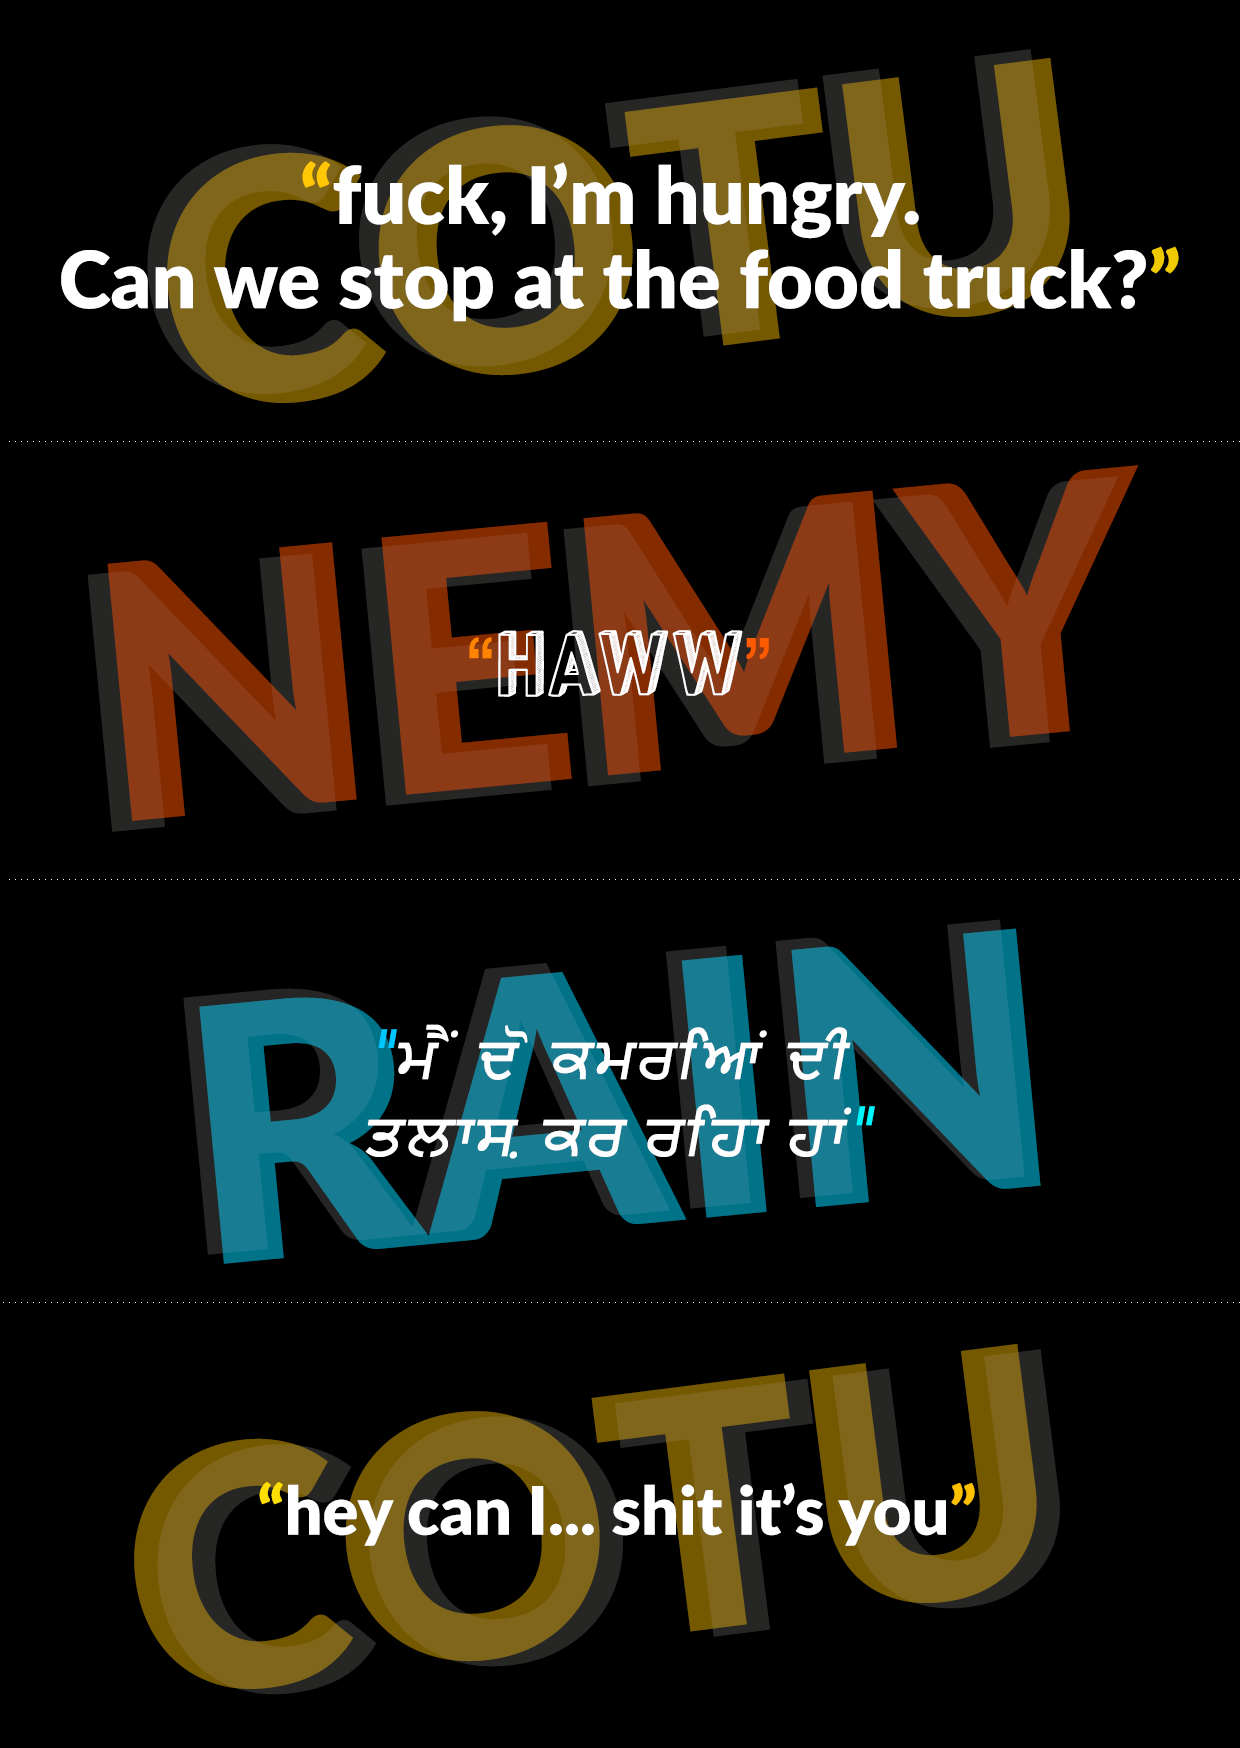 COTU
“fuck, I’m hungry.
Can we stop at the food truck?”
NEMY
“HAWW”
RAIN
"ਮੈਂ ਦੋ ਕਮਰਿਆਂ ਦੀ
ਤਲਾਸ਼ ਕਰ ਰਹਿਾ ਹਾਂ"
COTU
“hey can I... shit it’s you”